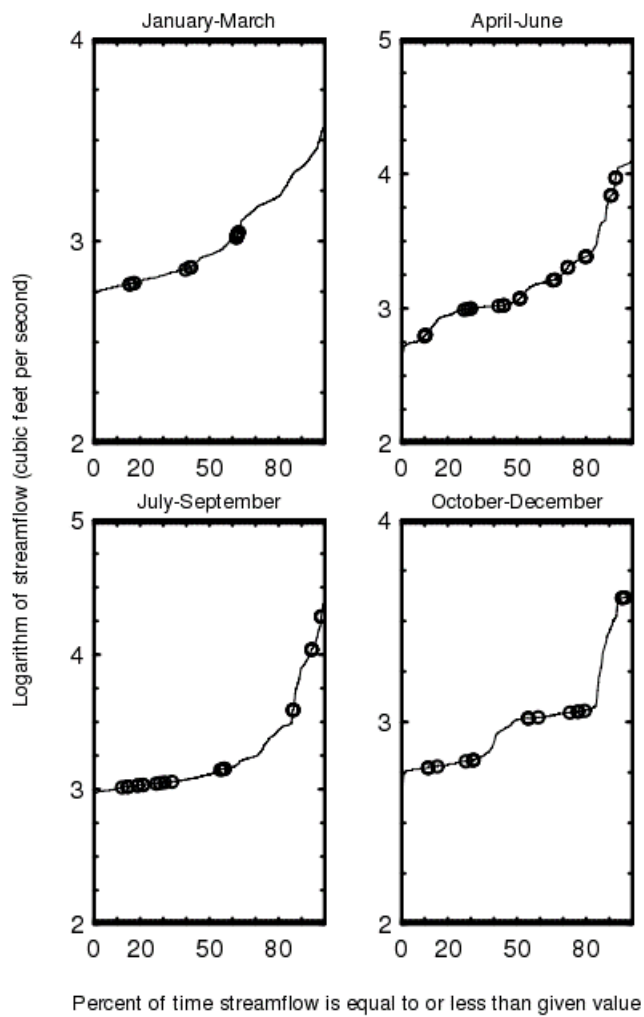 January-March
April-June
4
3
2
5
4
3
2
0 20 50 80
0 20 50 80
July-September
October-December
5
4
3
2
4
3
2
0 20 50 80
0 20 50 80
Logarithm of streamflow (cubic feet per second)
Percent of time streamflow is equal to or less than given value